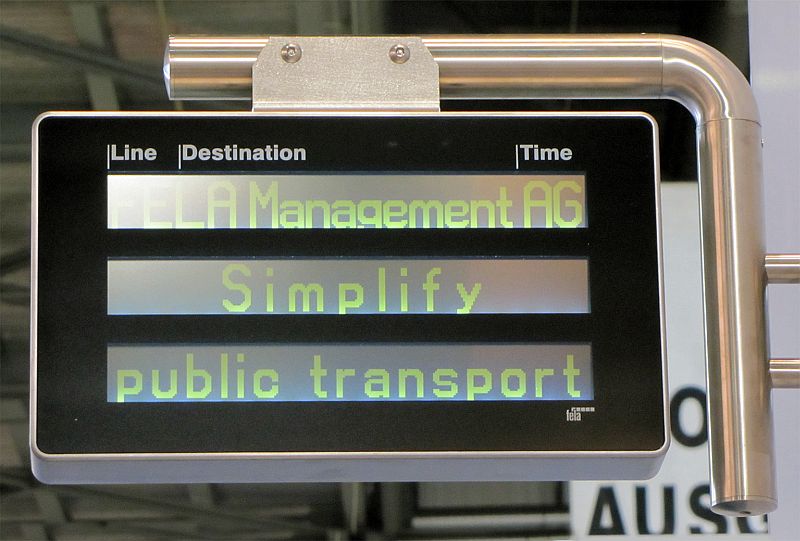 Line Destination Time
FELA Management AG
Simplify
public transport
fela